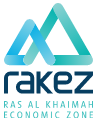 rakez
RAS AL KHAIMAH
ECONOMIC ZONE